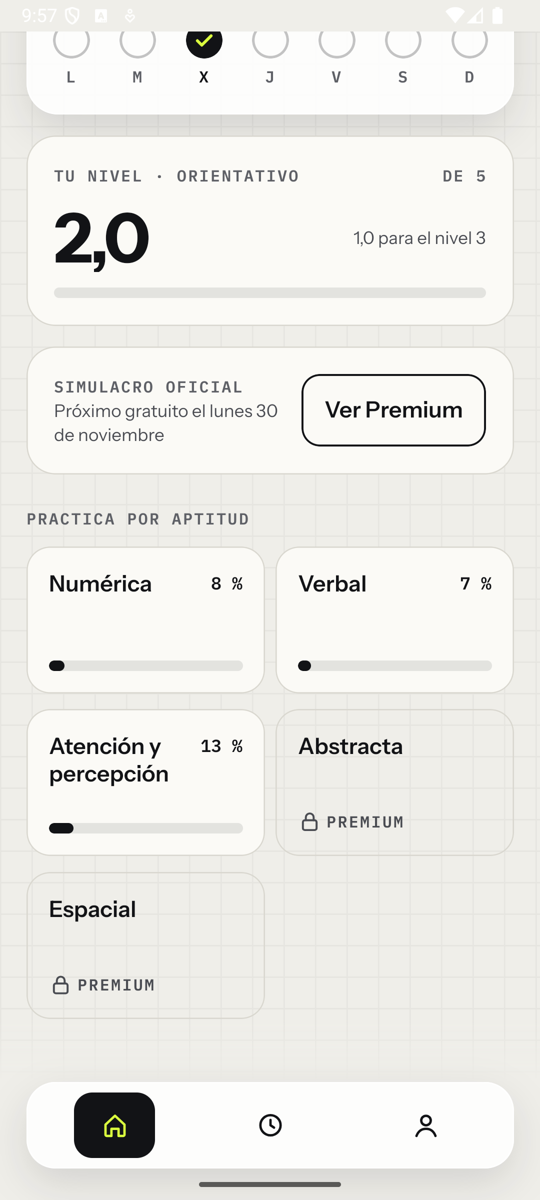 9:57
L M X J V S D
TU NIVEL · ORIENTATIVO DE 5
2,0 1,0 para el nivel 3
SIMULACRO OFICIAL
Próximo gratuito el lunes 30
de noviembre
Ver Premium
PRACTICA POR APTITUD
Numérica 8 %
Verbal 7 %
Atención y
percepción
13 %
Abstracta
PREMIUM
Espacial
PREMIUM